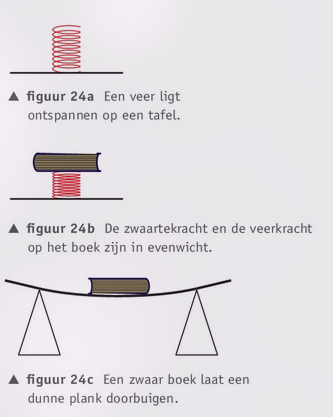 ▲ figuur 24a Een veer ligt
ontspannen op een tafel.
▲ figuur 24b De zwaartekracht en de veerkracht
op het boek zijn in evenwicht.
▲ figuur 24c Een zwaar boek laat een
dunne plank doorbuigen.